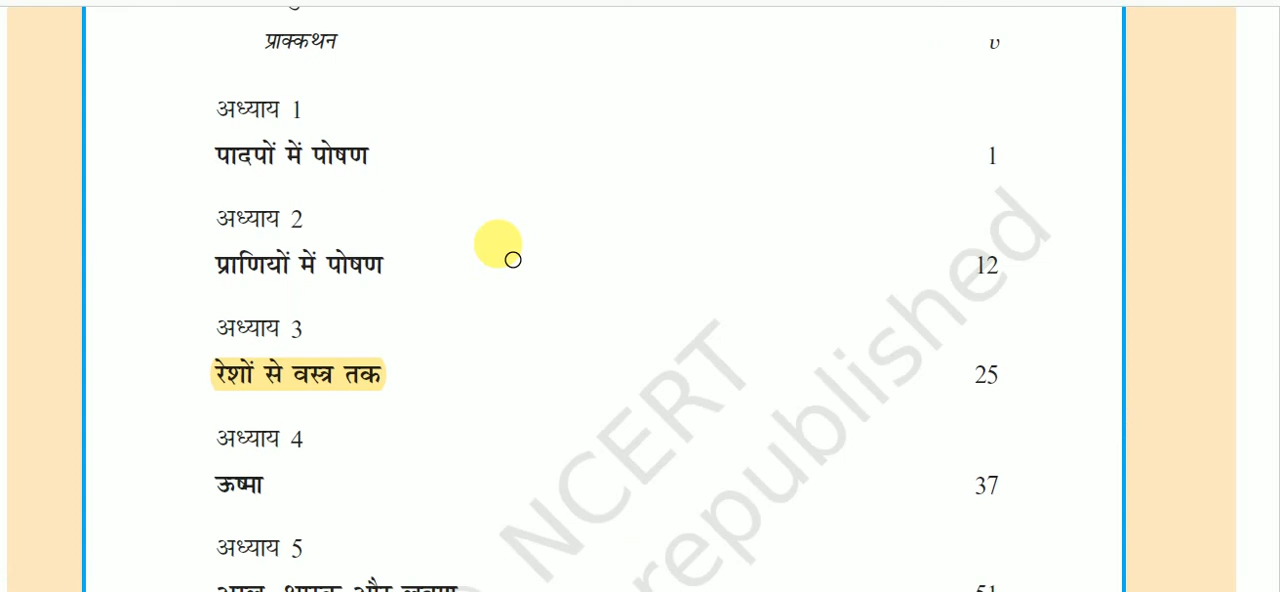 प्राक्कथन v
अध्याय 1
पादपों में पोषण 1
अध्याय 2
प्राणियों में पोषण 12
अध्याय 3
रेशों से वस्त्र तक 25
अध्याय 4
ऊष्मा 37
अध्याय 5
NCERT
republished